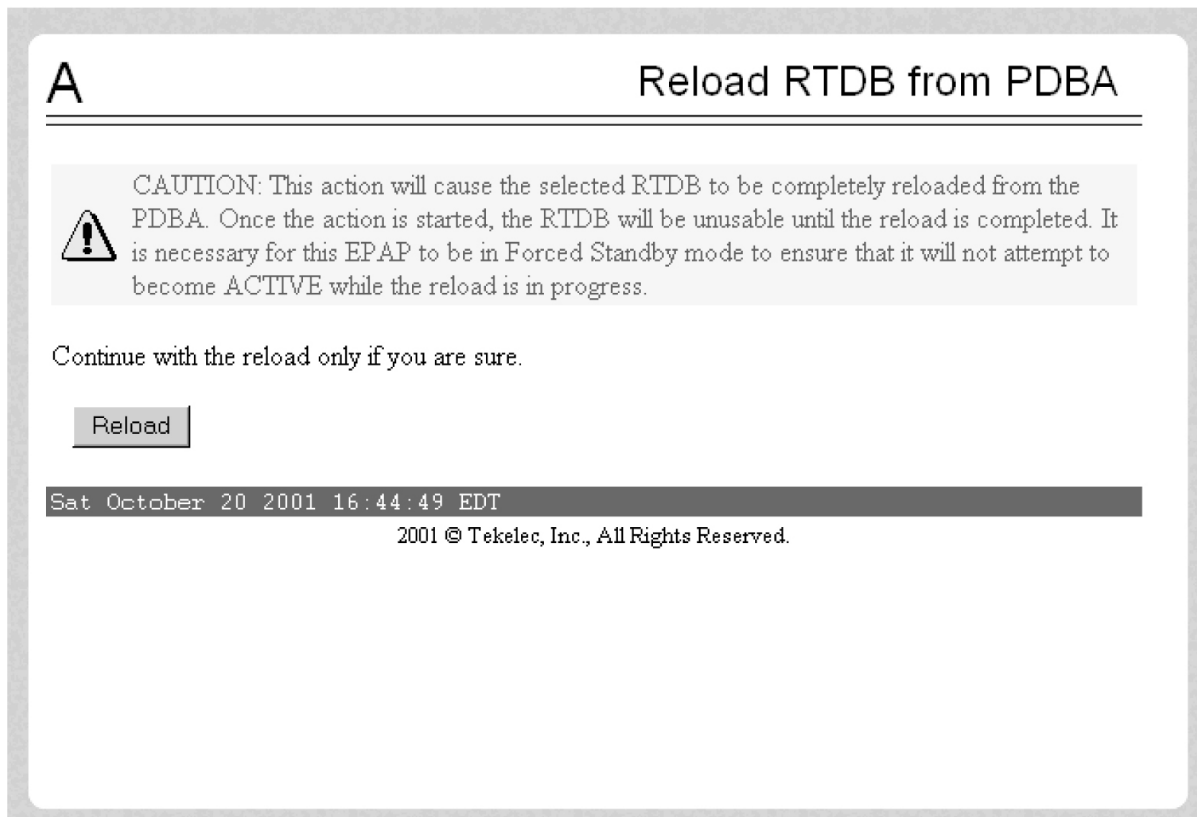 A
Reload RTDB from PDBA
CAUTION: This action will cause the selected RTDB to be completely reloaded from the
PDBA. Once the action is started, the RTDB will be unusable until the reload is completed. It
is necessary for this EPAP to be in Forced Standby mode to ensure that it will not attempt to
become ACTIVE while the reload is in progress.
Continue with the reload only if you are sure.
Reload
Sat October 20 2001 16:44:49 EDT
2001 © Tekelec, Inc., All Rights Reserved.